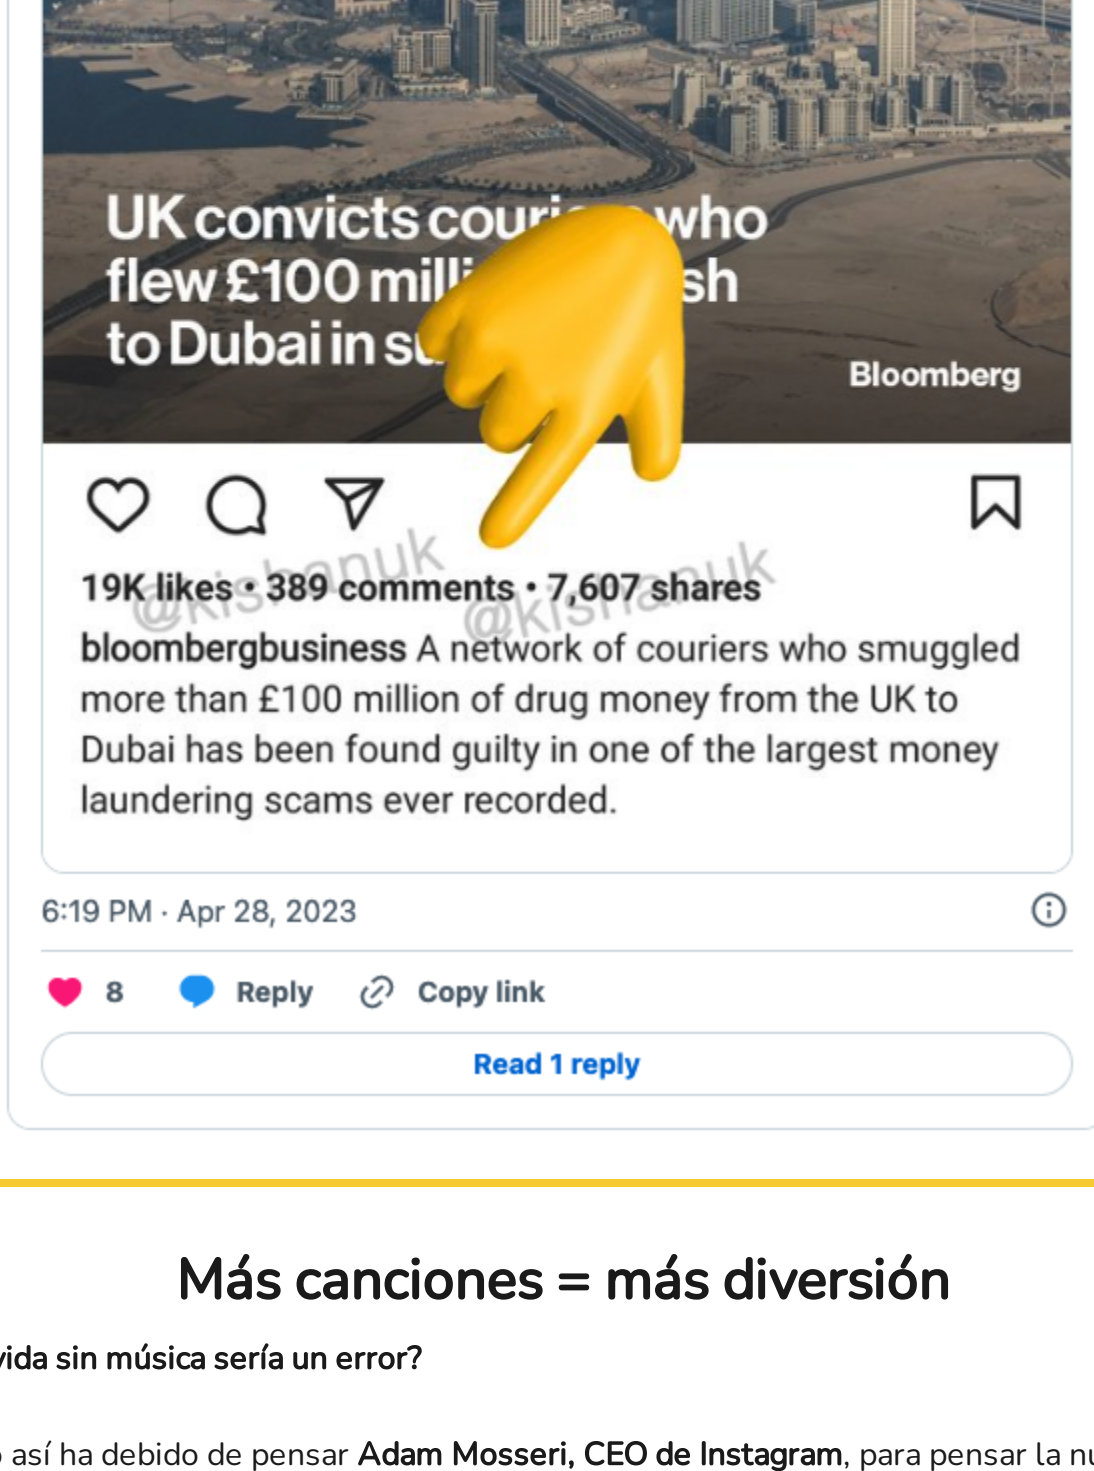 UK convicts who
flew £100 sh
to Dubai in
Bloomberg
@kishanuk @kishanuk
19K likes • 389 comments • 7,607 shares
bloombergbusiness A network of couriers who smuggled
more than £100 million of drug money from the UK to
Dubai has been found guilty in one of the largest money
laundering scams ever recorded.
6:19 PM · Apr 28, 2023
8 Reply Copy link
Read 1 reply
Más canciones = más diversión
vida sin música sería un error?
así ha debido de pensar Adam Mosseri, CEO de Instagram, para pensar la